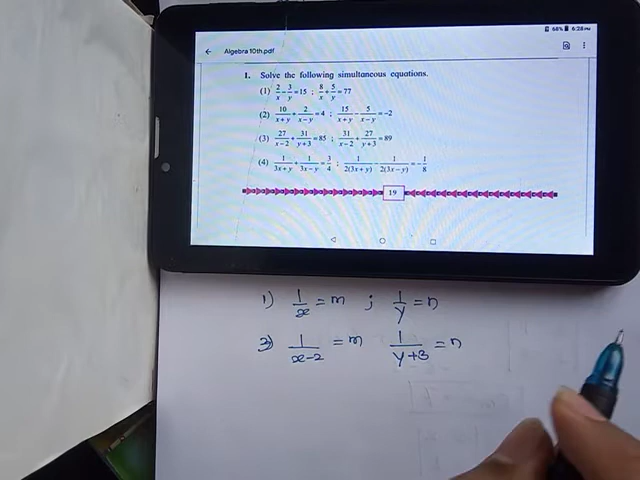 68% 6:28 PM
← Algebra 10th.pdf
1. Solve the following simultaneous equations.
(1) 2/x - 3/y = 15 ; 8/x + 5/y = 77
(2) 10/(x+y) + 2/(x-y) = 4 ; 15/(x+y) - 5/(x-y) = -2
(3) 27/(x-2) + 31/(y+3) = 85 ; 31/(x-2) + 27/(y+3) = 89
(4) 1/(3x+y) + 1/(3x-y) = 3/4 ; 1/2(3x+y) - 1/2(3x-y) = -1/8
19
1) 1/x = m ; 1/y = n
3) 1/(x-2) = m 1/(y+3) = n